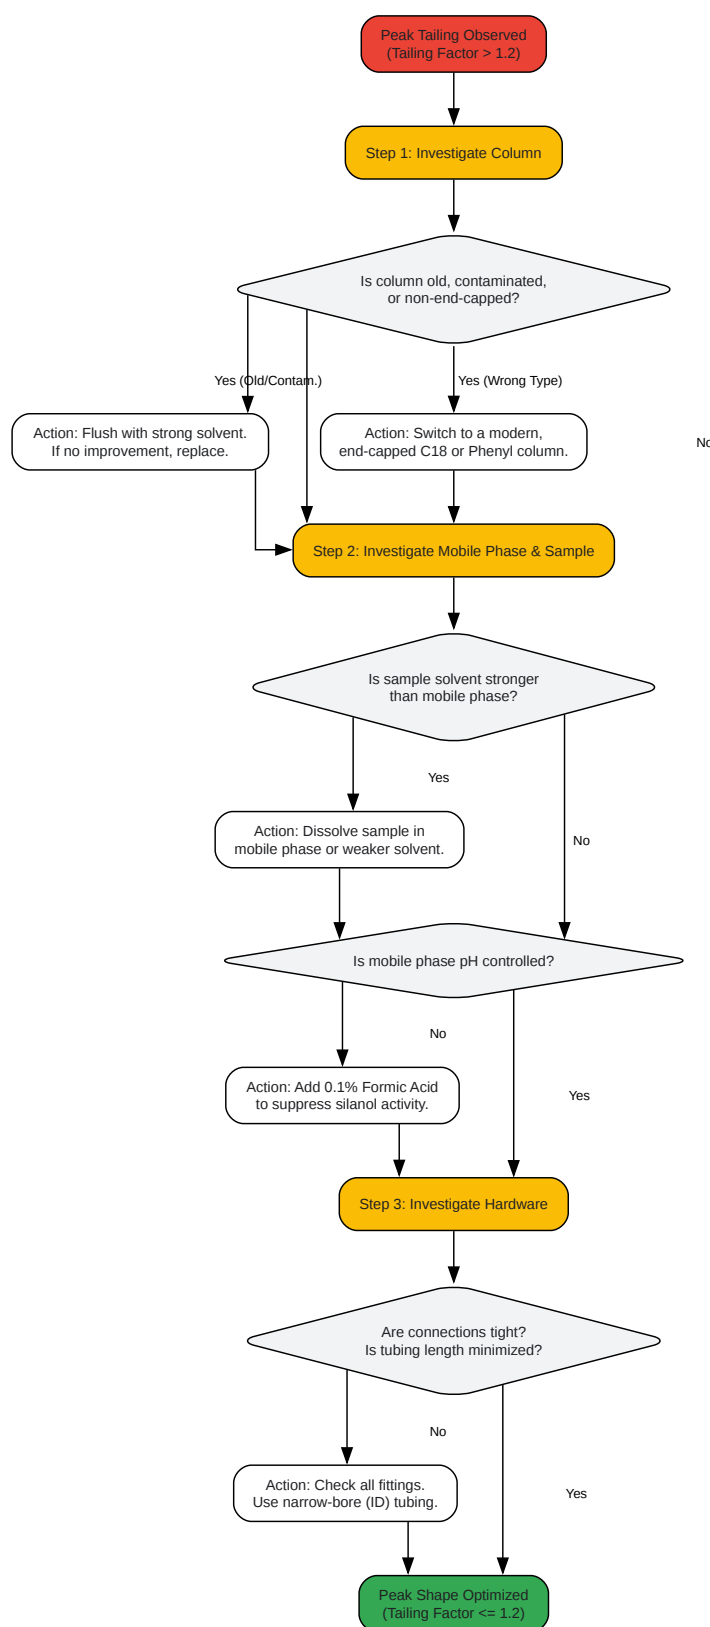 Peak Tailing Observed
(Tailing Factor > 1.2)
Step 1: Investigate Column
Is column old, contaminated,
or non-end-capped?
Yes (Old/Contam.)
Yes (Wrong Type)
Action: Flush with strong solvent.
If no improvement, replace.
Action: Switch to a modern,
end-capped C18 or Phenyl column.
No
Step 2: Investigate Mobile Phase & Sample
Is sample solvent stronger
than mobile phase?
Yes
Action: Dissolve sample in
mobile phase or weaker solvent.
No
Is mobile phase pH controlled?
No
Action: Add 0.1% Formic Acid
to suppress silanol activity.
Yes
Step 3: Investigate Hardware
Are connections tight?
Is tubing length minimized?
No
Action: Check all fittings.
Use narrow-bore (ID) tubing.
Yes
Peak Shape Optimized
(Tailing Factor <= 1.2)